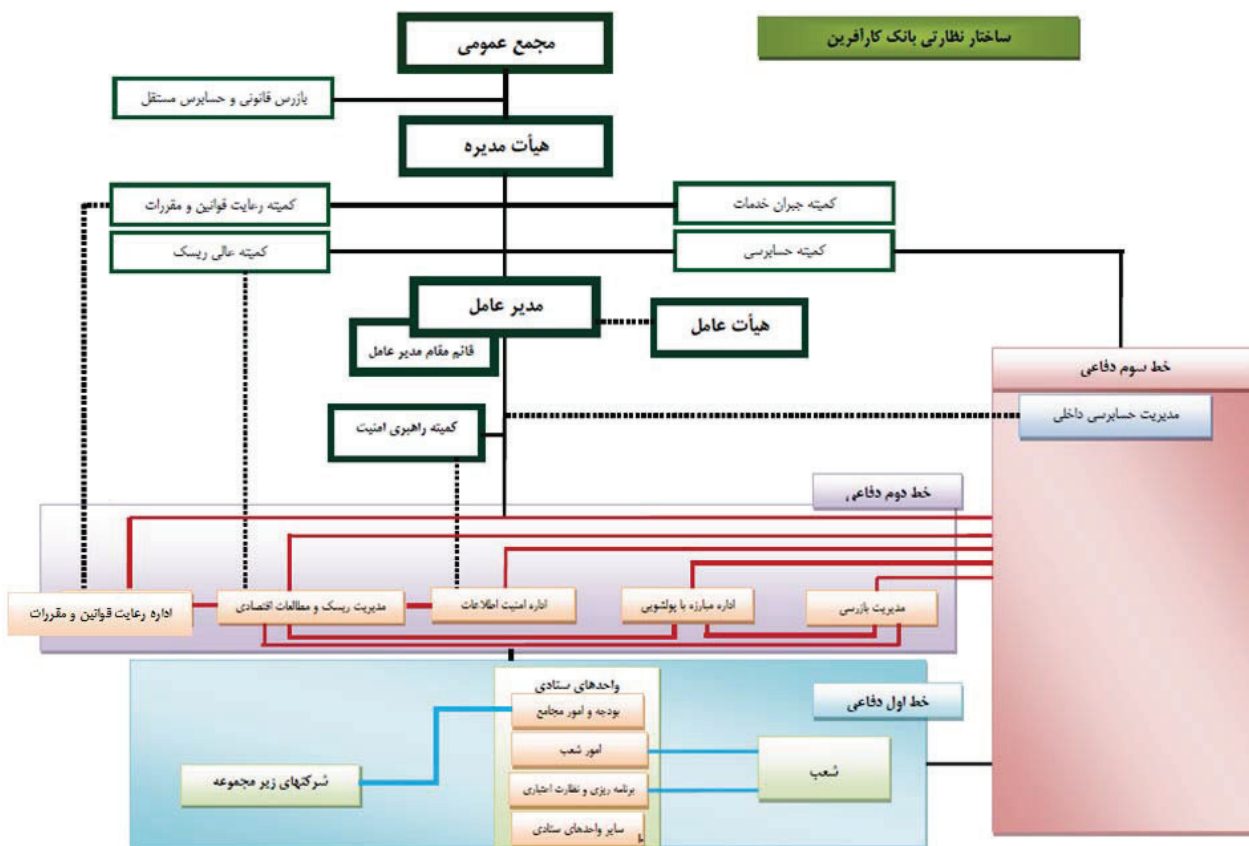 ساختار نظارتی بانک کارآفرین
مجمع عمومی
بازرس قانونی و حسابرس مستقل
هیأت مدیره
کمیته جبران خدمات
کمیته رعایت قوانین و مقررات
کمیته حسابرسی
کمیته عالی ریسک
مدیر عامل
هیأت عامل
قائم مقام مدیر عامل
خط سوم دفاعی
مدیریت حسابرسی داخلی
کمیته راهبری امنیت
خط دوم دفاعی
مدیریت بازرسی
اداره مبارزه با پولشویی
اداره امنیت اطلاعات
مدیریت ریسک و مطالعات اقتصادی
اداره رعایت قوانین و مقررات
خط اول دفاعی
واحدهای ستادی
بودجه و امور مجامع
امور شعب
شعب
شرکتهای زیر مجموعه
برنامه ریزی و نظارت اعتباری
سایر واحدهای ستادی